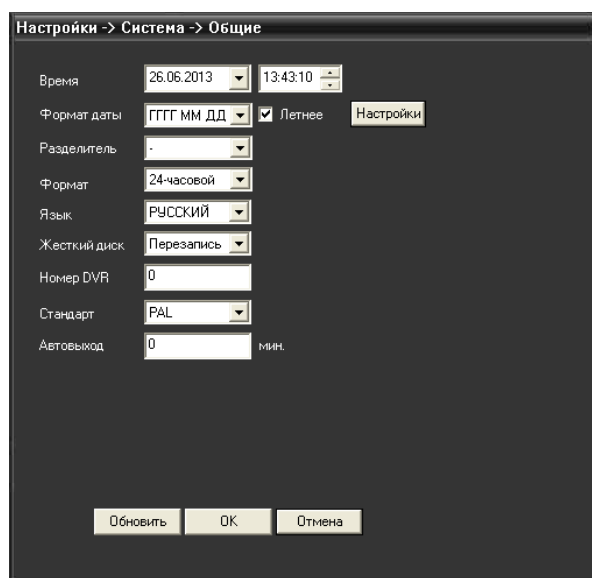 Настройки -> Система -> Общие
Время 26.06.2013 13:43:10
Формат даты ГГГГ ММ ДД Летнее Настройки
Разделитель -
Формат 24-часовой
Язык РУССКИЙ
Жесткий диск Перезапись
Номер DVR 0
Стандарт PAL
Автовыход 0 мин.
Обновить OK Отмена